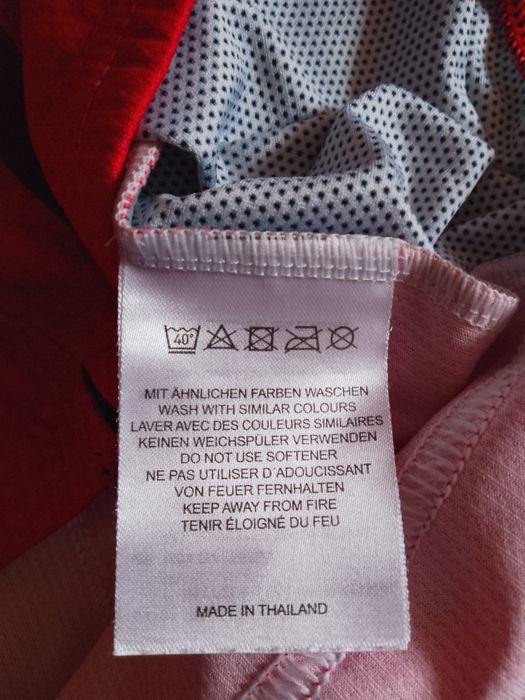 40°
MIT ÄHNLICHEN FARBEN WASCHEN
WASH WITH SIMILAR COLOURS
LAVER AVEC DES COULEURS SIMILAIRES
KEINEN WEICHSPÜLER VERWENDEN
DO NOT USE SOFTENER
NE PAS UTILISER D´ADOUCISSANT
VON FEUER FERNHALTEN
KEEP AWAY FROM FIRE
TENIR ÉLOIGNÉ DU FEU
MADE IN THAILAND